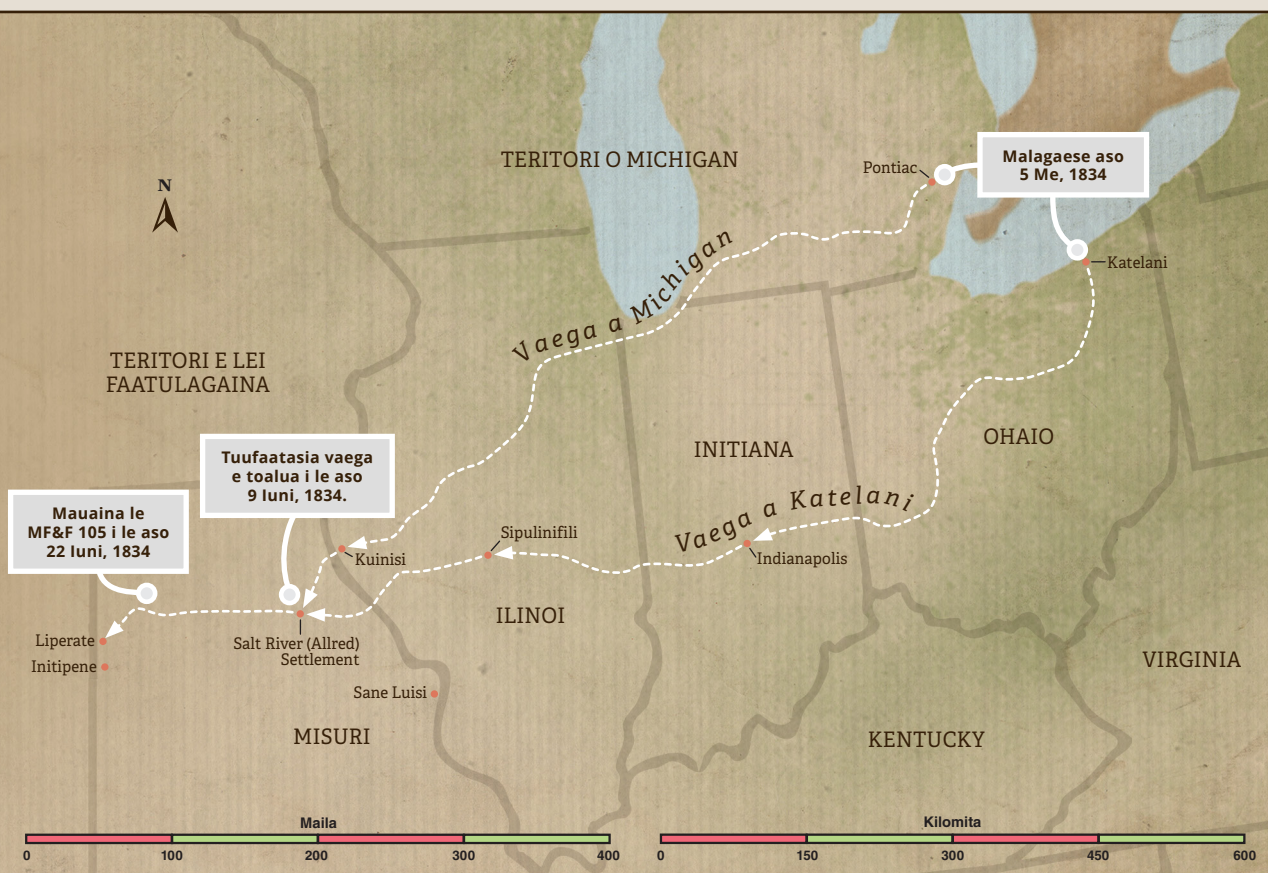 TERITORI O MICHIGAN
Pontiac
Malagaese aso
5 Me, 1834
N
Katelani
Vaega a Michigan
TERITORI E LEI
FAATULAGAINA
INITIANA
OHAIO
Tuufaatasia vaega
e toalua i le aso
9 Iuni, 1834.
Vaega a Katelani
Mauaina le
MF&F 105 i le aso
22 Iuni, 1834
Sipulinifili
Kuinisi
Indianapolis
ILINOI
Liperate
Salt River (Allred)
Settlement
Initipene
VIRGINIA
Sane Luisi
MISURI
KENTUCKY
Maila
0 100 200 300 400
Kilomita
0 150 300 450 600